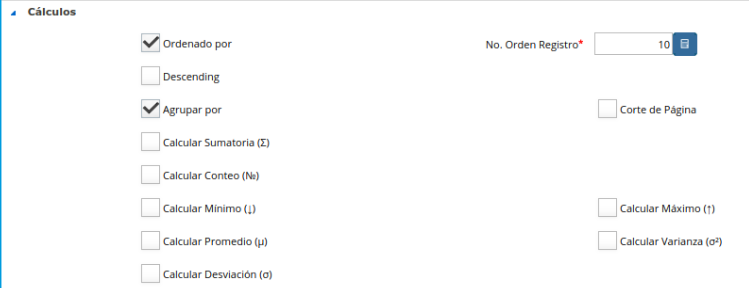 Cálculos
Ordenado por
No. Orden Registro*
10
Descending
Agrupar por
Corte de Página
Calcular Sumatoria (Σ)
Calcular Conteo (№)
Calcular Mínimo (↓)
Calcular Máximo (↑)
Calcular Promedio (µ)
Calcular Varianza (σ²)
Calcular Desviación (σ)